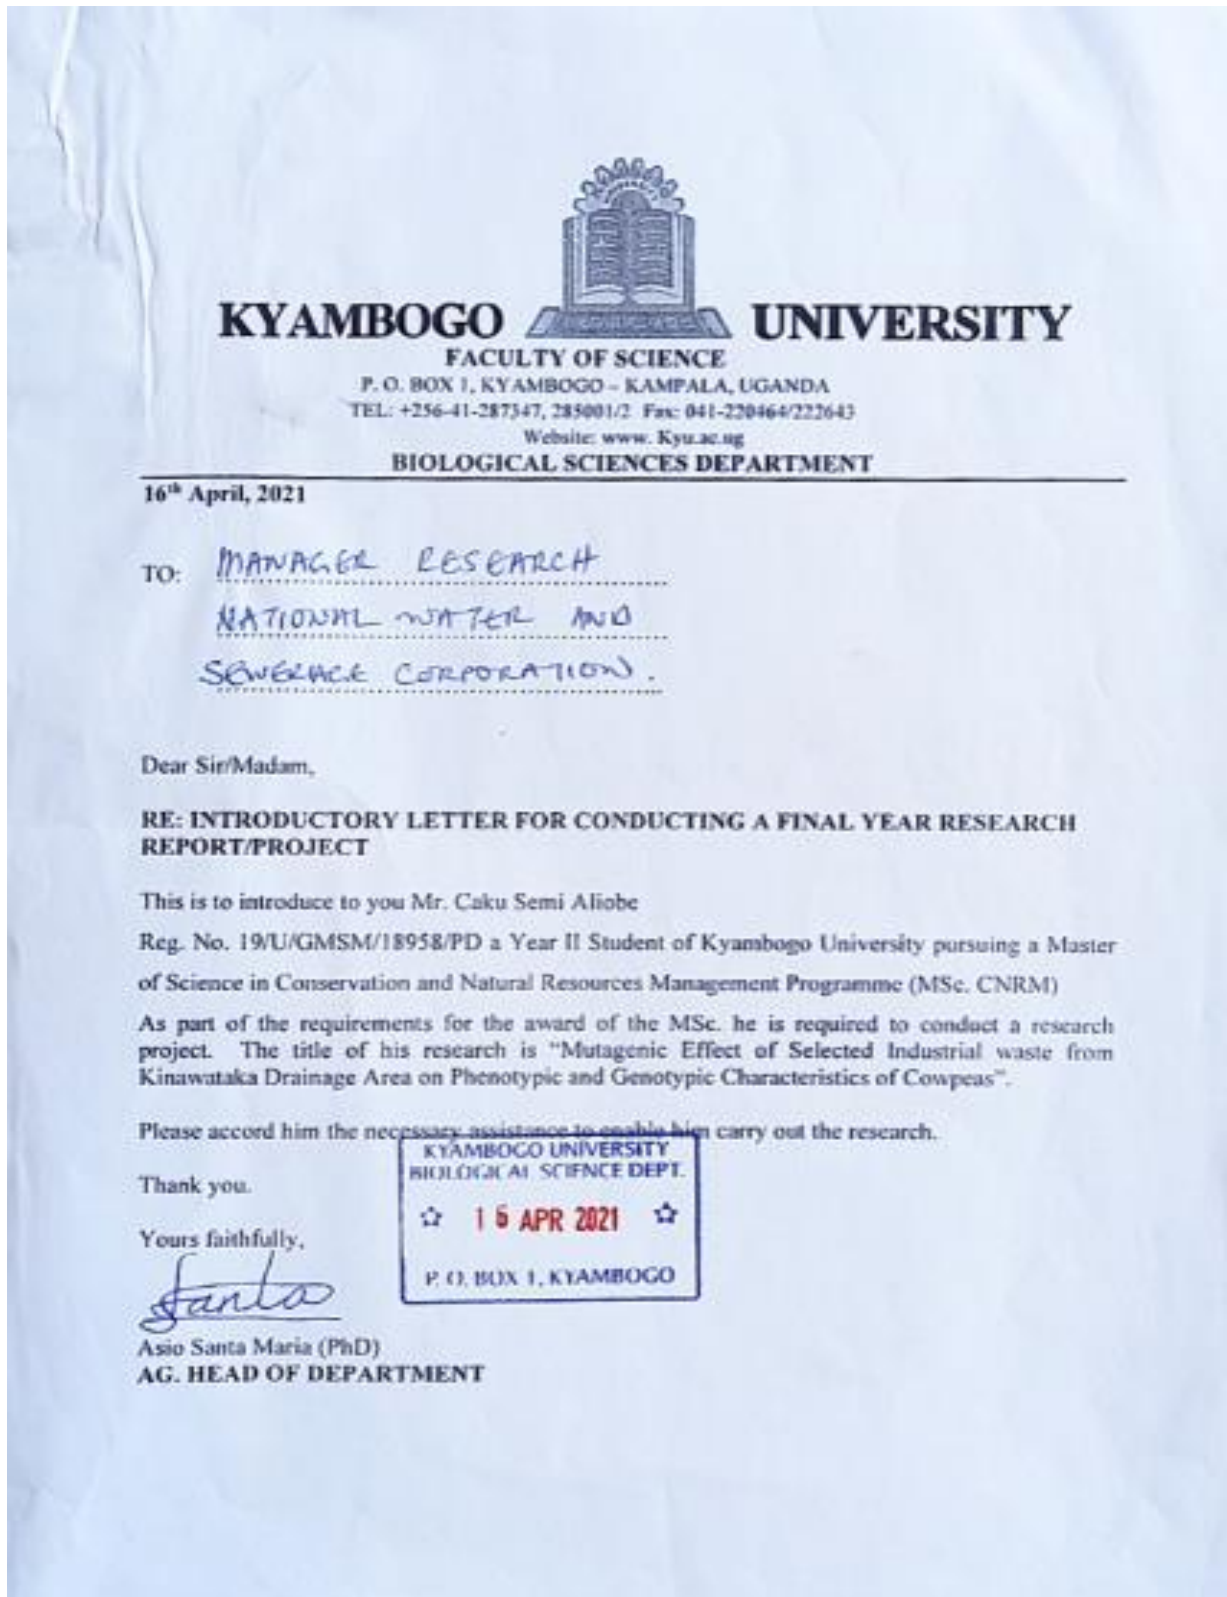 UNIVERSITY
KYAMBOGO UNIVERSITY
FACULTY OF SCIENCE
P. O. BOX 1, KYAMBOGO – KAMPALA, UGANDA
TEL: +256-41-287347, 285001/2 Fax: 041-220464/222643
Website: www. Kyu.ac.ug
BIOLOGICAL SCIENCES DEPARTMENT
16th April, 2021
TO: MANAGER RESEARCH
NATIONAL WATER AND
SEWERAGE CORPORATION.
Dear Sir/Madam,
RE: INTRODUCTORY LETTER FOR CONDUCTING A FINAL YEAR RESEARCH
REPORT/PROJECT
This is to introduce to you Mr. Caku Semi Aliobe
Reg. No. 19/U/GMSM/18958/PD a Year II Student of Kyambogo University pursuing a Master
of Science in Conservation and Natural Resources Management Programme (MSc. CNRM)
As part of the requirements for the award of the MSc. he is required to conduct a research
project. The title of his research is “Mutagenic Effect of Selected Industrial waste from
Kinawataka Drainage Area on Phenotypic and Genotypic Characteristics of Cowpeas”.
Please accord him the necessary assistance to enable him carry out the research.
KYAMBOGO UNIVERSITY
BIOLOGICAL SCIENCE DEPT.
APR 2021
P. O. BOX 1, KYAMBOGO
Thank you.
Yours faithfully,
Santa
Asio Santa Maria (PhD)
AG. HEAD OF DEPARTMENT